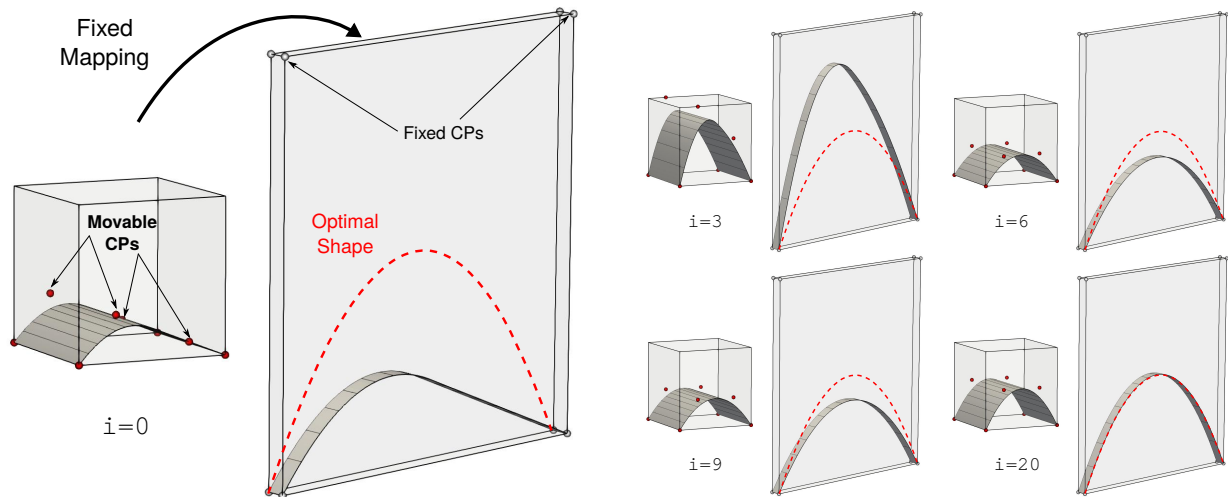 Fixed
Mapping
Fixed CPs
Movable
CPs
Optimal
Shape
i=0
i=3
i=6
i=9
i=20